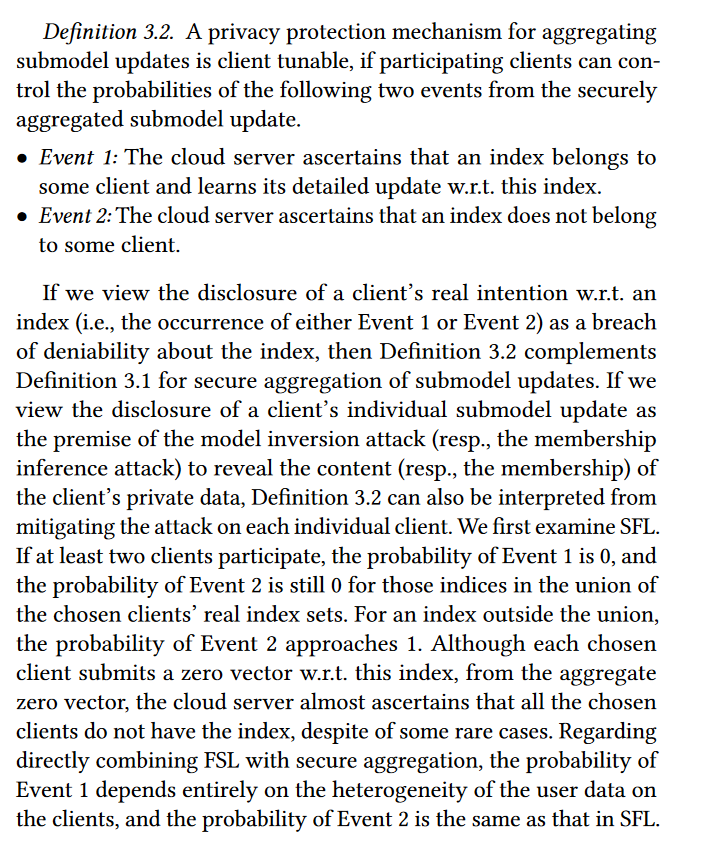 Definition 3.2. A privacy protection mechanism for aggregating
submodel updates is client tunable, if participating clients can con-
trol the probabilities of the following two events from the securely
aggregated submodel update.
• Event 1: The cloud server ascertains that an index belongs to
some client and learns its detailed update w.r.t. this index.
• Event 2: The cloud server ascertains that an index does not belong
to some client.
If we view the disclosure of a client's real intention w.r.t. an
index (i.e., the occurrence of either Event 1 or Event 2) as a breach
of deniability about the index, then Definition 3.2 complements
Definition 3.1 for secure aggregation of submodel updates. If we
view the disclosure of a client's individual submodel update as
the premise of the model inversion attack (resp., the membership
inference attack) to reveal the content (resp., the membership) of
the client's private data, Definition 3.2 can also be interpreted from
mitigating the attack on each individual client. We first examine SFL.
If at least two clients participate, the probability of Event 1 is 0, and
the probability of Event 2 is still 0 for those indices in the union of
the chosen clients' real index sets. For an index outside the union,
the probability of Event 2 approaches 1. Although each chosen
client submits a zero vector w.r.t. this index, from the aggregate
zero vector, the cloud server almost ascertains that all the chosen
clients do not have the index, despite of some rare cases. Regarding
directly combining FSL with secure aggregation, the probability of
Event 1 depends entirely on the heterogeneity of the user data on
the clients, and the probability of Event 2 is the same as that in SFL.